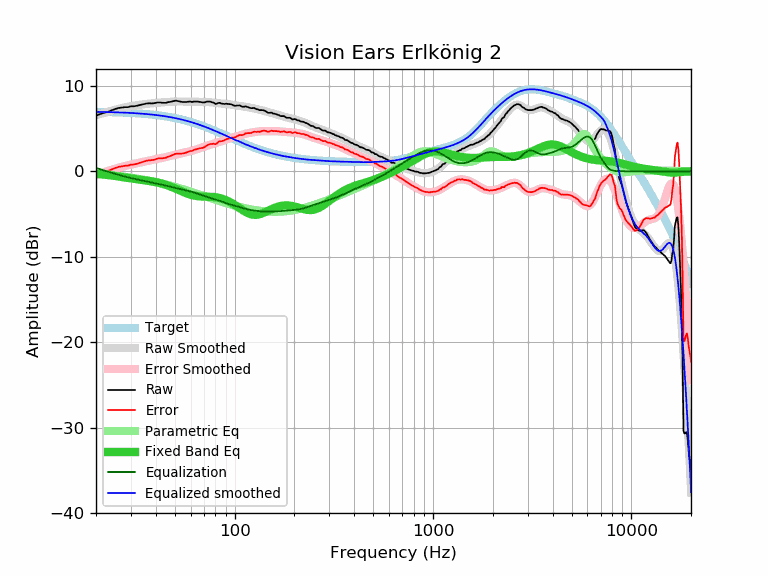 Vision Ears Erlkönig 2
Amplitude (dBr)
10
0
−10
−20
−30
−40
Target
Raw Smoothed
Error Smoothed
Raw
Error
Parametric Eq
Fixed Band Eq
Equalization
Equalized smoothed
100 1000 10000
Frequency (Hz)